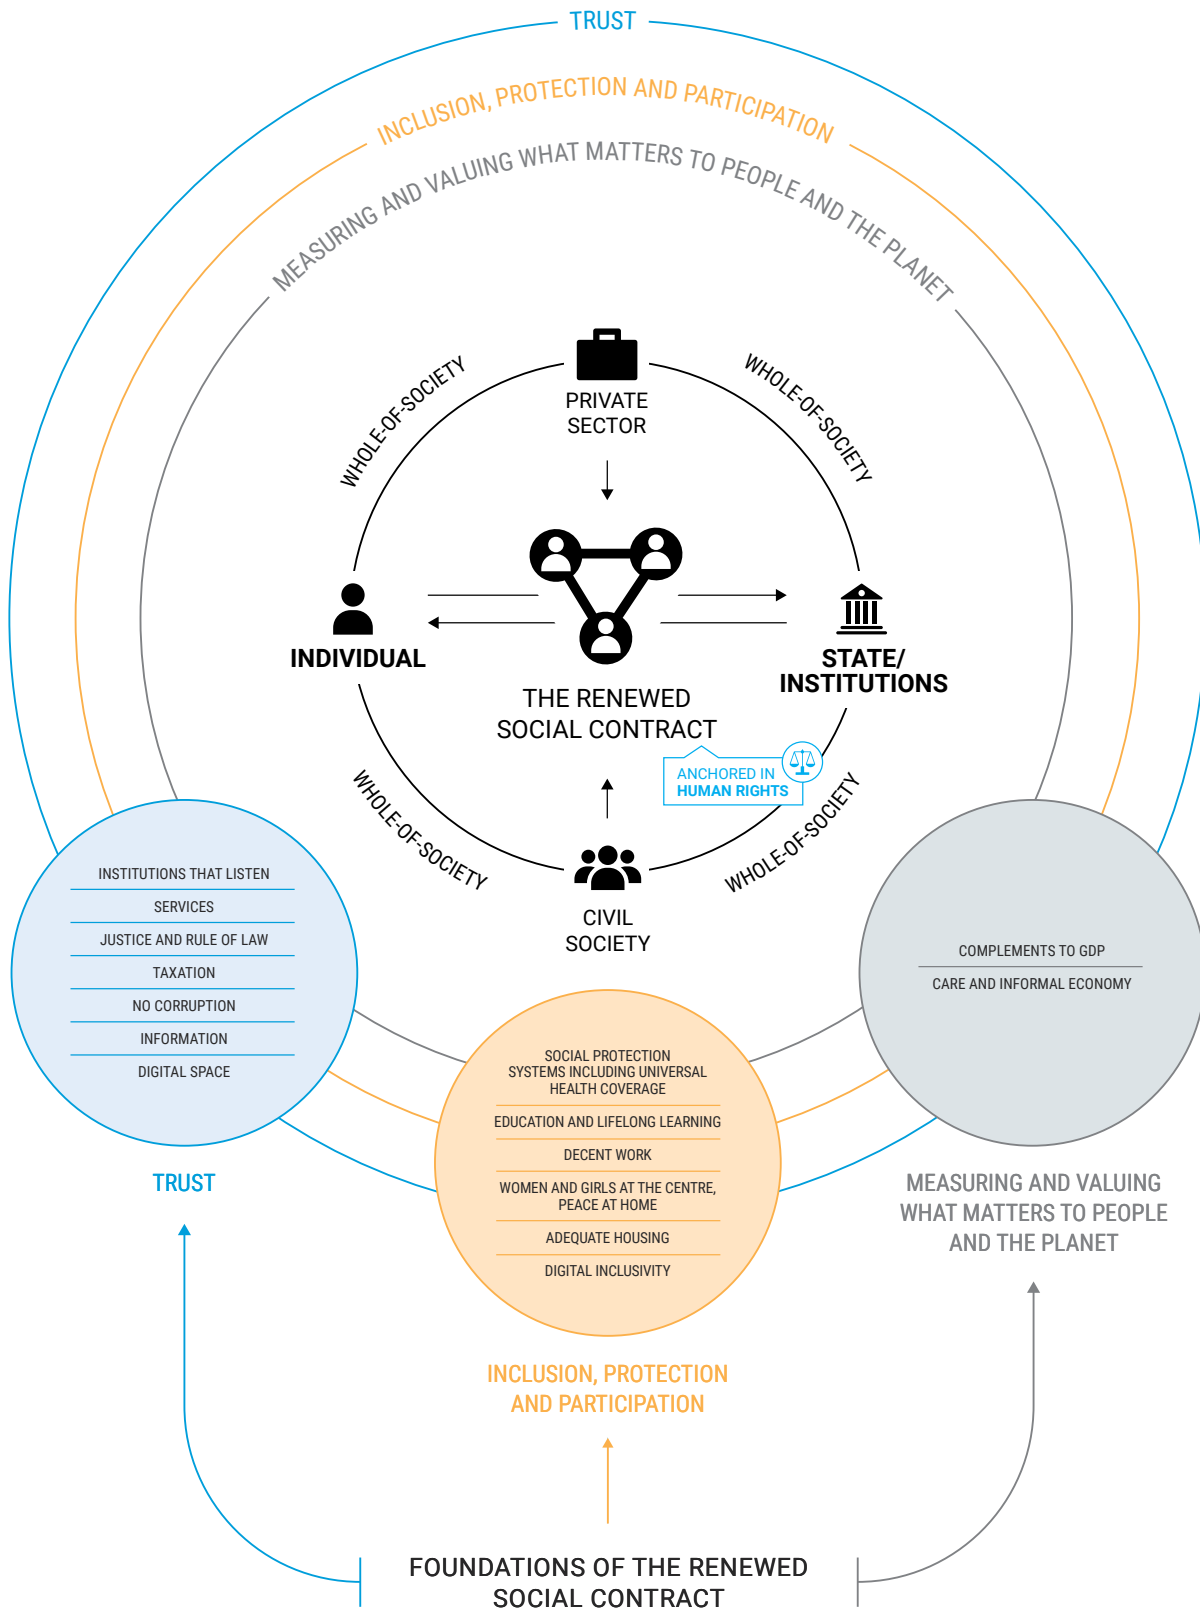 TRUST
INCLUSION, PROTECTION AND PARTICIPATION
MEASURING AND VALUING WHAT MATTERS TO PEOPLE AND THE PLANET
WHOLE-OF-SOCIETY
WHOLE-OF-SOCIETY
PRIVATE
SECTOR
INDIVIDUAL
STATE/
INSTITUTIONS
THE RENEWED
SOCIAL CONTRACT
ANCHORED IN
HUMAN RIGHTS
WHOLE-OF-SOCIETY
WHOLE-OF-SOCIETY
CIVIL
SOCIETY
INSTITUTIONS THAT LISTEN
SERVICES
JUSTICE AND RULE OF LAW
TAXATION
NO CORRUPTION
INFORMATION
DIGITAL SPACE
TRUST
SOCIAL PROTECTION
SYSTEMS INCLUDING UNIVERSAL
HEALTH COVERAGE
EDUCATION AND LIFELONG LEARNING
DECENT WORK
WOMEN AND GIRLS AT THE CENTRE,
PEACE AT HOME
ADEQUATE HOUSING
DIGITAL INCLUSIVITY
INCLUSION, PROTECTION
AND PARTICIPATION
COMPLEMENTS TO GDP
CARE AND INFORMAL ECONOMY
MEASURING AND VALUING
WHAT MATTERS TO PEOPLE
AND THE PLANET
FOUNDATIONS OF THE RENEWED
SOCIAL CONTRACT